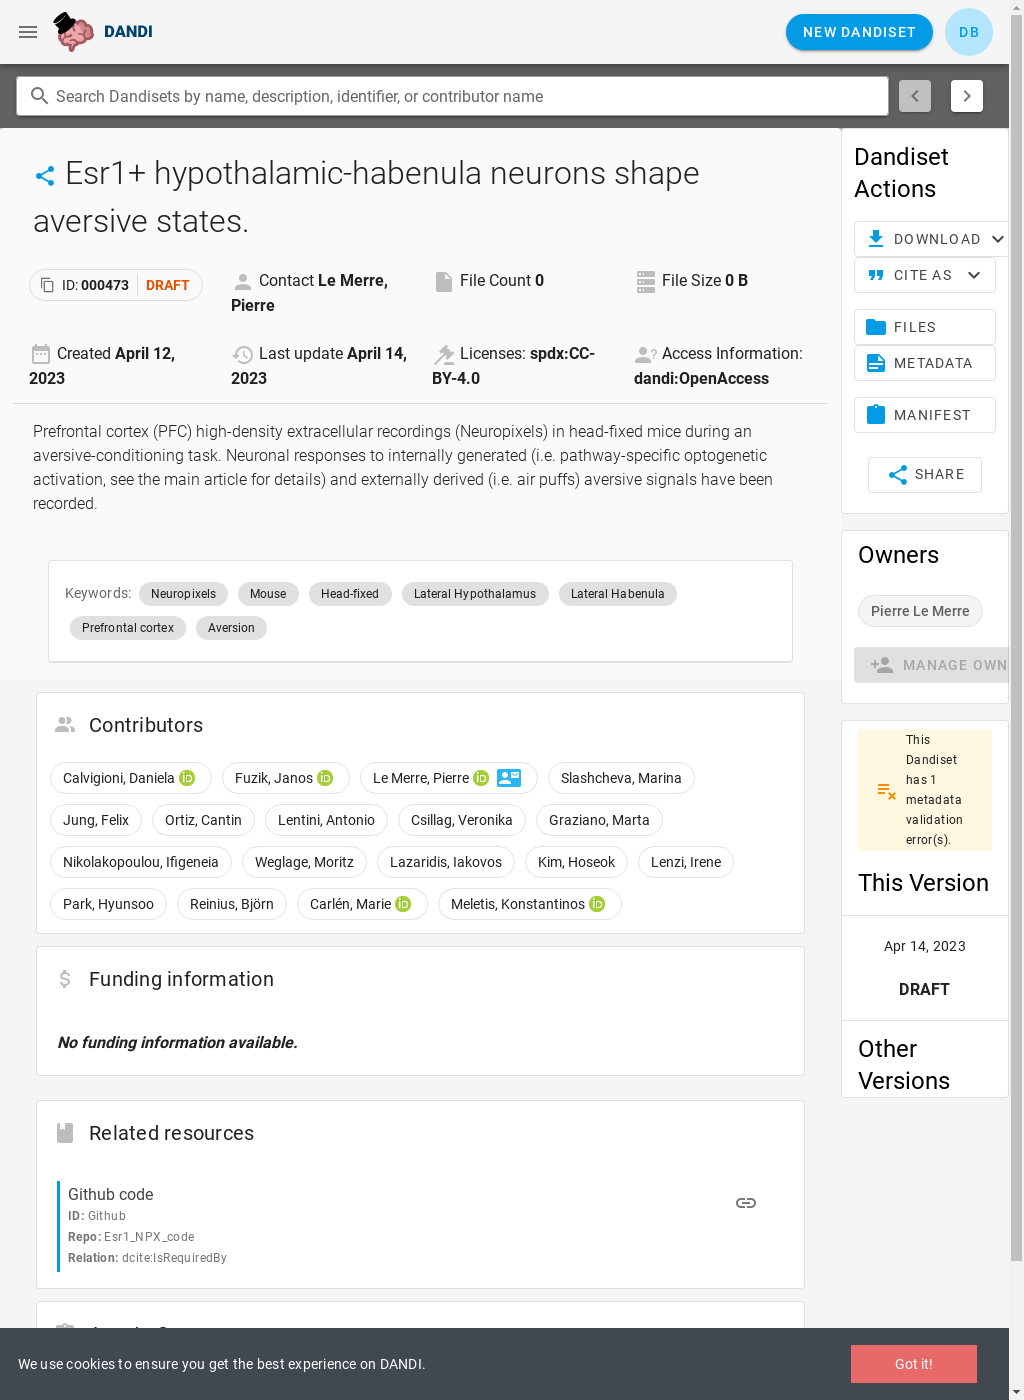 DANDI
NEW DANDISET
DB
Search Dandisets by name, description, identifier, or contributor name
Esr1+ hypothalamic-habenula neurons shape
aversive states.
ID: 000473 DRAFT
Contact Le Merre,
Pierre
File Count 0
File Size 0 B
Created April 12,
2023
Last update April 14,
2023
Licenses: spdx:CC-
BY-4.0
Access Information:
dandi:OpenAccess
Prefrontal cortex (PFC) high-density extracellular recordings (Neuropixels) in head-fixed mice during an
aversive-conditioning task. Neuronal responses to internally generated (i.e. pathway-specific optogenetic
activation, see the main article for details) and externally derived (i.e. air puffs) aversive signals have been
recorded.
Keywords: Neuropixels Mouse Head-fixed Lateral Hypothalamus Lateral Habenula
Prefrontal cortex Aversion
Contributors
Calvigioni, Daniela Fuzik, Janos Le Merre, Pierre Slashcheva, Marina
Jung, Felix Ortiz, Cantin Lentini, Antonio Csillag, Veronika Graziano, Marta
Nikolakopoulou, Ifigeneia Weglage, Moritz Lazaridis, Iakovos Kim, Hoseok Lenzi, Irene
Park, Hyunsoo Reinius, Björn Carlén, Marie Meletis, Konstantinos
Funding information
No funding information available.
Related resources
Github code
ID: Github
Repo: Esr1_NPX_code
Relation: dcite:IsRequiredBy
Dandiset
Actions
DOWNLOAD
CITE AS
FILES
METADATA
MANIFEST
SHARE
Owners
Pierre Le Merre
MANAGE OWN
This
Dandiset
has 1
metadata
validation
error(s).
This Version
Apr 14, 2023
DRAFT
Other
Versions
We use cookies to ensure you get the best experience on DANDI.
Got it!